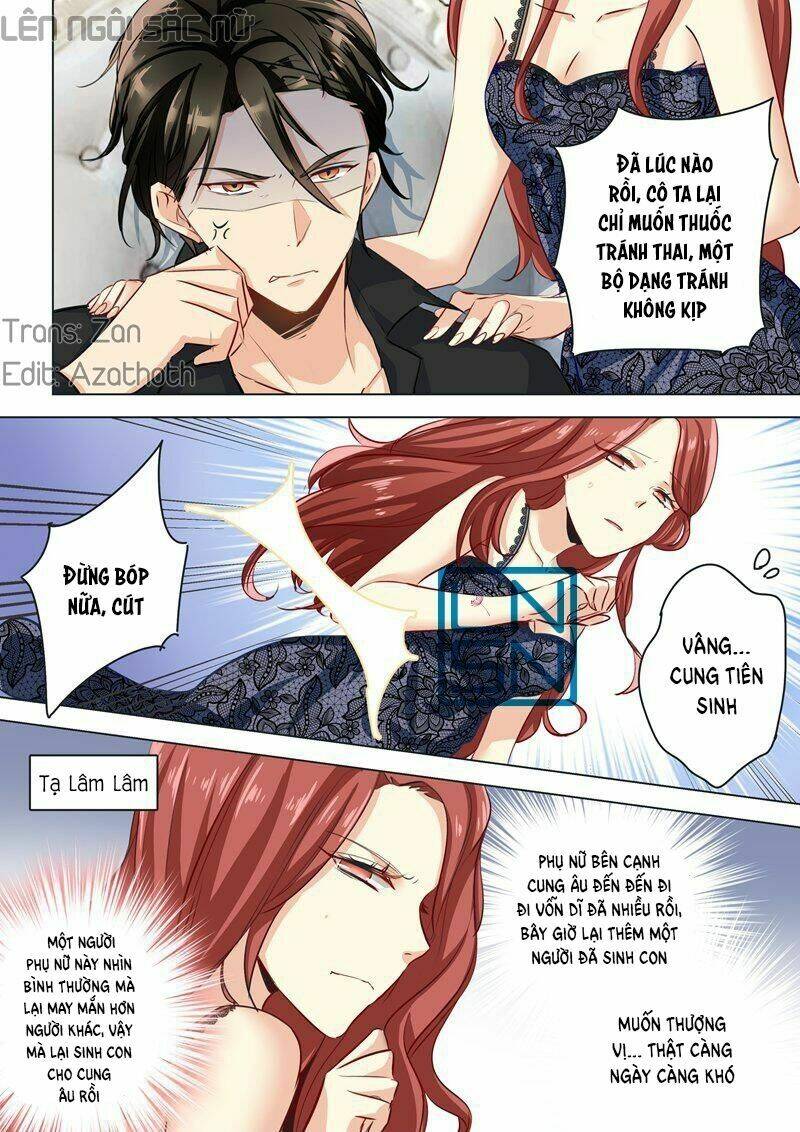 LÊN NGÔI SẮC NỮ
ĐÃ LÚC NÀO
RỒI, CÔ TA LẠI
CHỈ MUỐN THUỐC
TRÁNH THAI, MỘT
BỘ DẠNG TRÁNH
KHÔNG KỊP
Trans: Zan
Edit: Azathoth
ĐỪNG BÓP
NỮA, CÚT
LNSN
VÂNG...
CUNG TIÊN
SINH
Tạ Lâm Lâm
PHỤ NỮ BÊN CẠNH
CUNG ÂU ĐẾN ĐẾN ĐI
ĐI VỐN DĨ ĐÃ NHIỀU RỒI,
BÂY GIỜ LẠI THÊM MỘT
NGƯỜI ĐÃ SINH CON
MỘT NGƯỜI
PHỤ NỮ NÀY NHÌN
BÌNH THƯỜNG MÀ
LẠI MAY MẮN HƠN
NGƯỜI KHÁC, VẬY
MÀ LẠI SINH CON
CHO CUNG
ÂU RỒI
MUỐN THƯỢNG
VỊ... THẬT CÀNG
NGÀY CÀNG KHÓ